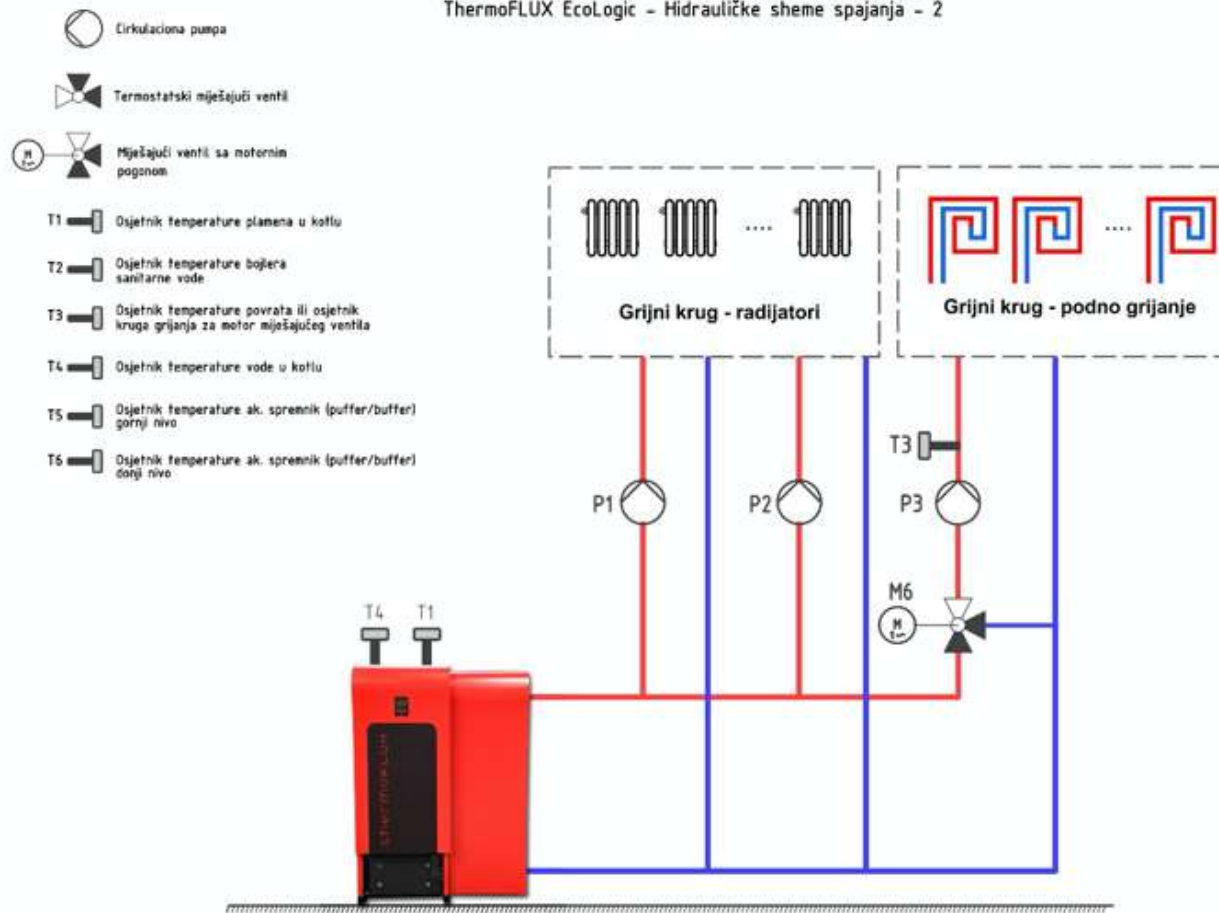 ThermoFLUX EcoLogic - Hidrauličke sheme spajanja - 2
Cirkulaciona pumpa
Termostatski miješajući ventil
M
Miješajući ventil sa motornim
pogonom
T1
Osjetnik temperature plamena u kotlu
T2
Osjetnik temperature bojlera
sanitarne vode
T3
Osjetnik temperature povrata ili osjetnik
kruga grijanja za motor miješajućeg ventila
T4
Osjetnik temperature vode u kotlu
T5
Osjetnik temperature ak. spremnik (puffer/buffer)
gornji nivo
T6
Osjetnik temperature ak. spremnik (puffer/buffer)
donji nivo
....
....
Grijni krug - radijatori
Grijni krug - podno grijanje
T3
P1
P2
P3
M6
M
T4
T1
thermoFLUX